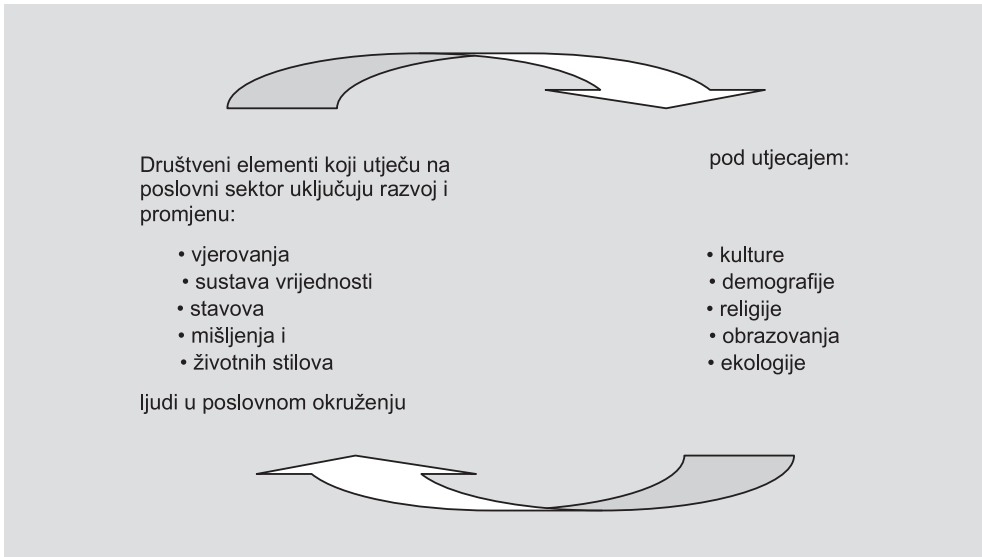 Društveni elementi koji utječu na
poslovni sektor uključuju razvoj i
promjenu:
• vjerovanja
• sustava vrijednosti
• stavova
• mišljenja i
• životnih stilova
ljudi u poslovnom okruženju
pod utjecajem:
• kulture
• demografije
• religije
• obrazovanja
• ekologije